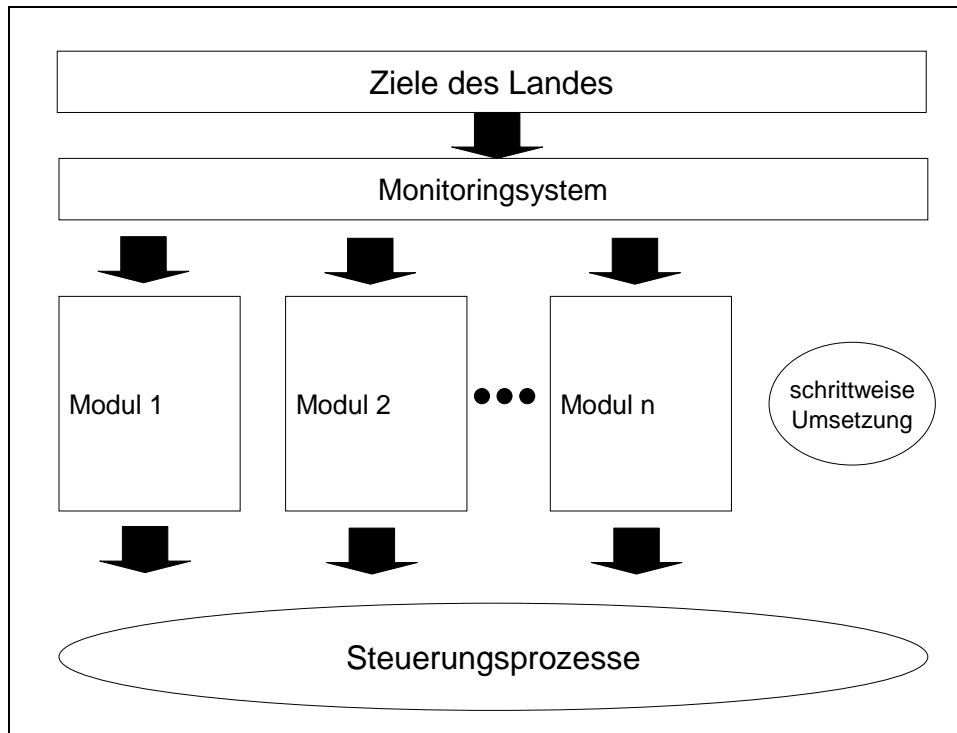 Ziele des Landes
Monitoringsystem
Modul 1
Modul 2
Modul n
schrittweise
Umsetzung
Steuerungsprozesse